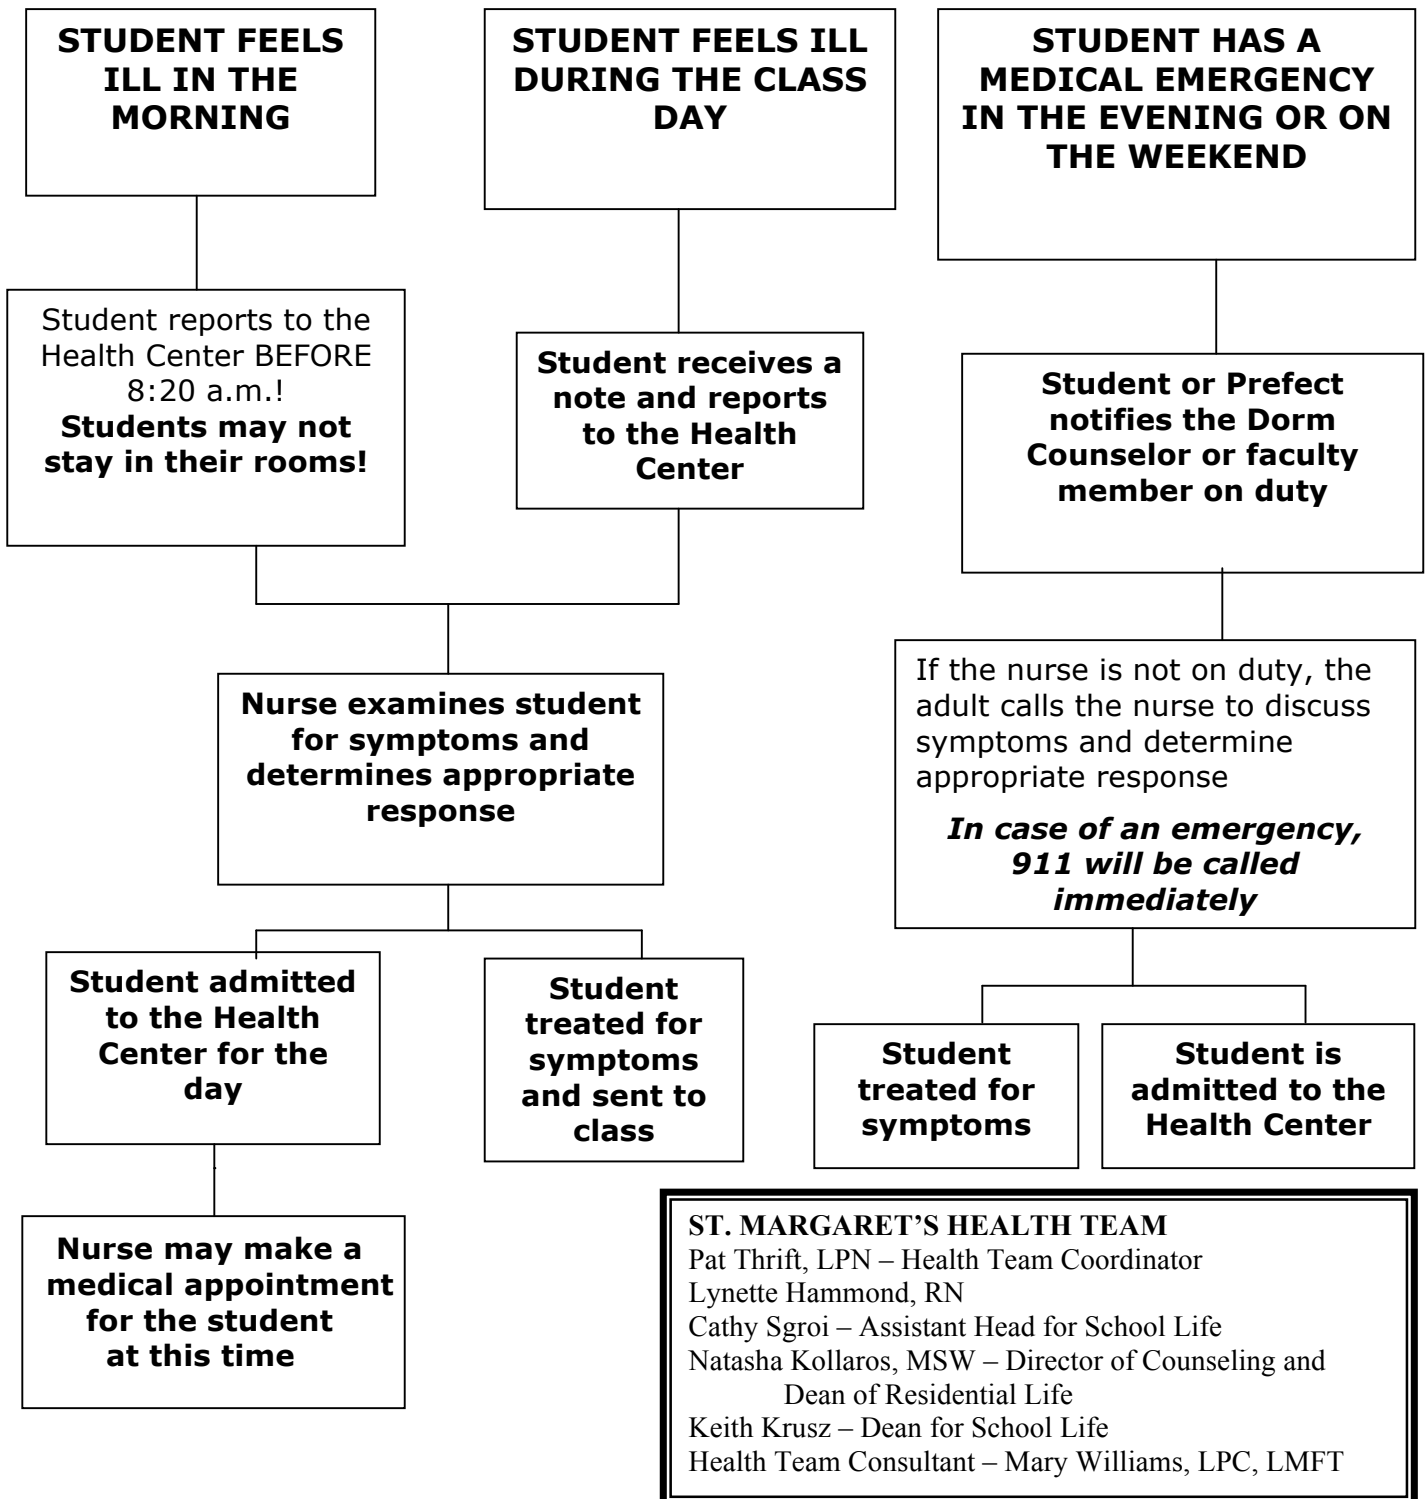 STUDENT FEELS
ILL IN THE
MORNING
STUDENT FEELS ILL
DURING THE CLASS
DAY
STUDENT HAS A
MEDICAL EMERGENCY
IN THE EVENING OR ON
THE WEEKEND
Student reports to the
Health Center BEFORE
8:20 a.m.!
Students may not
stay in their rooms!
Student receives a
note and reports
to the Health
Center
Student or Prefect
notifies the Dorm
Counselor or faculty
member on duty
Nurse examines student
for symptoms and
determines appropriate
response
If the nurse is not on duty, the
adult calls the nurse to discuss
symptoms and determine
appropriate response
In case of an emergency,
911 will be called
immediately
Student admitted
to the Health
Center for the
day
Student
treated for
symptoms
and sent to
class
Student
treated for
symptoms
Student is
admitted to the
Health Center
Nurse may make a
medical appointment
for the student
at this time
ST. MARGARET’S HEALTH TEAM
Pat Thrift, LPN – Health Team Coordinator
Lynette Hammond, RN
Cathy Sgroi – Assistant Head for School Life
Natasha Kollaros, MSW – Director of Counseling and
Dean of Residential Life
Keith Krusz – Dean for School Life
Health Team Consultant – Mary Williams, LPC, LMFT